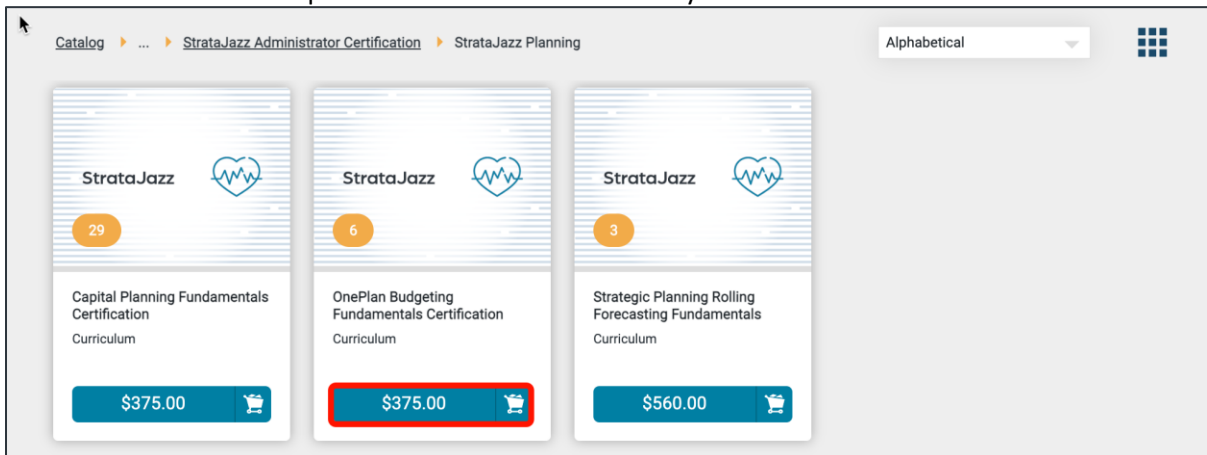 Catalog ... StrataJazz Administrator Certification StrataJazz Planning Alphabetical
StrataJazz
29
Capital Planning Fundamentals
Certification
Curriculum
$375.00
StrataJazz
6
OnePlan Budgeting
Fundamentals Certification
Curriculum
$375.00
StrataJazz
3
Strategic Planning Rolling
Forecasting Fundamentals
Curriculum
$560.00